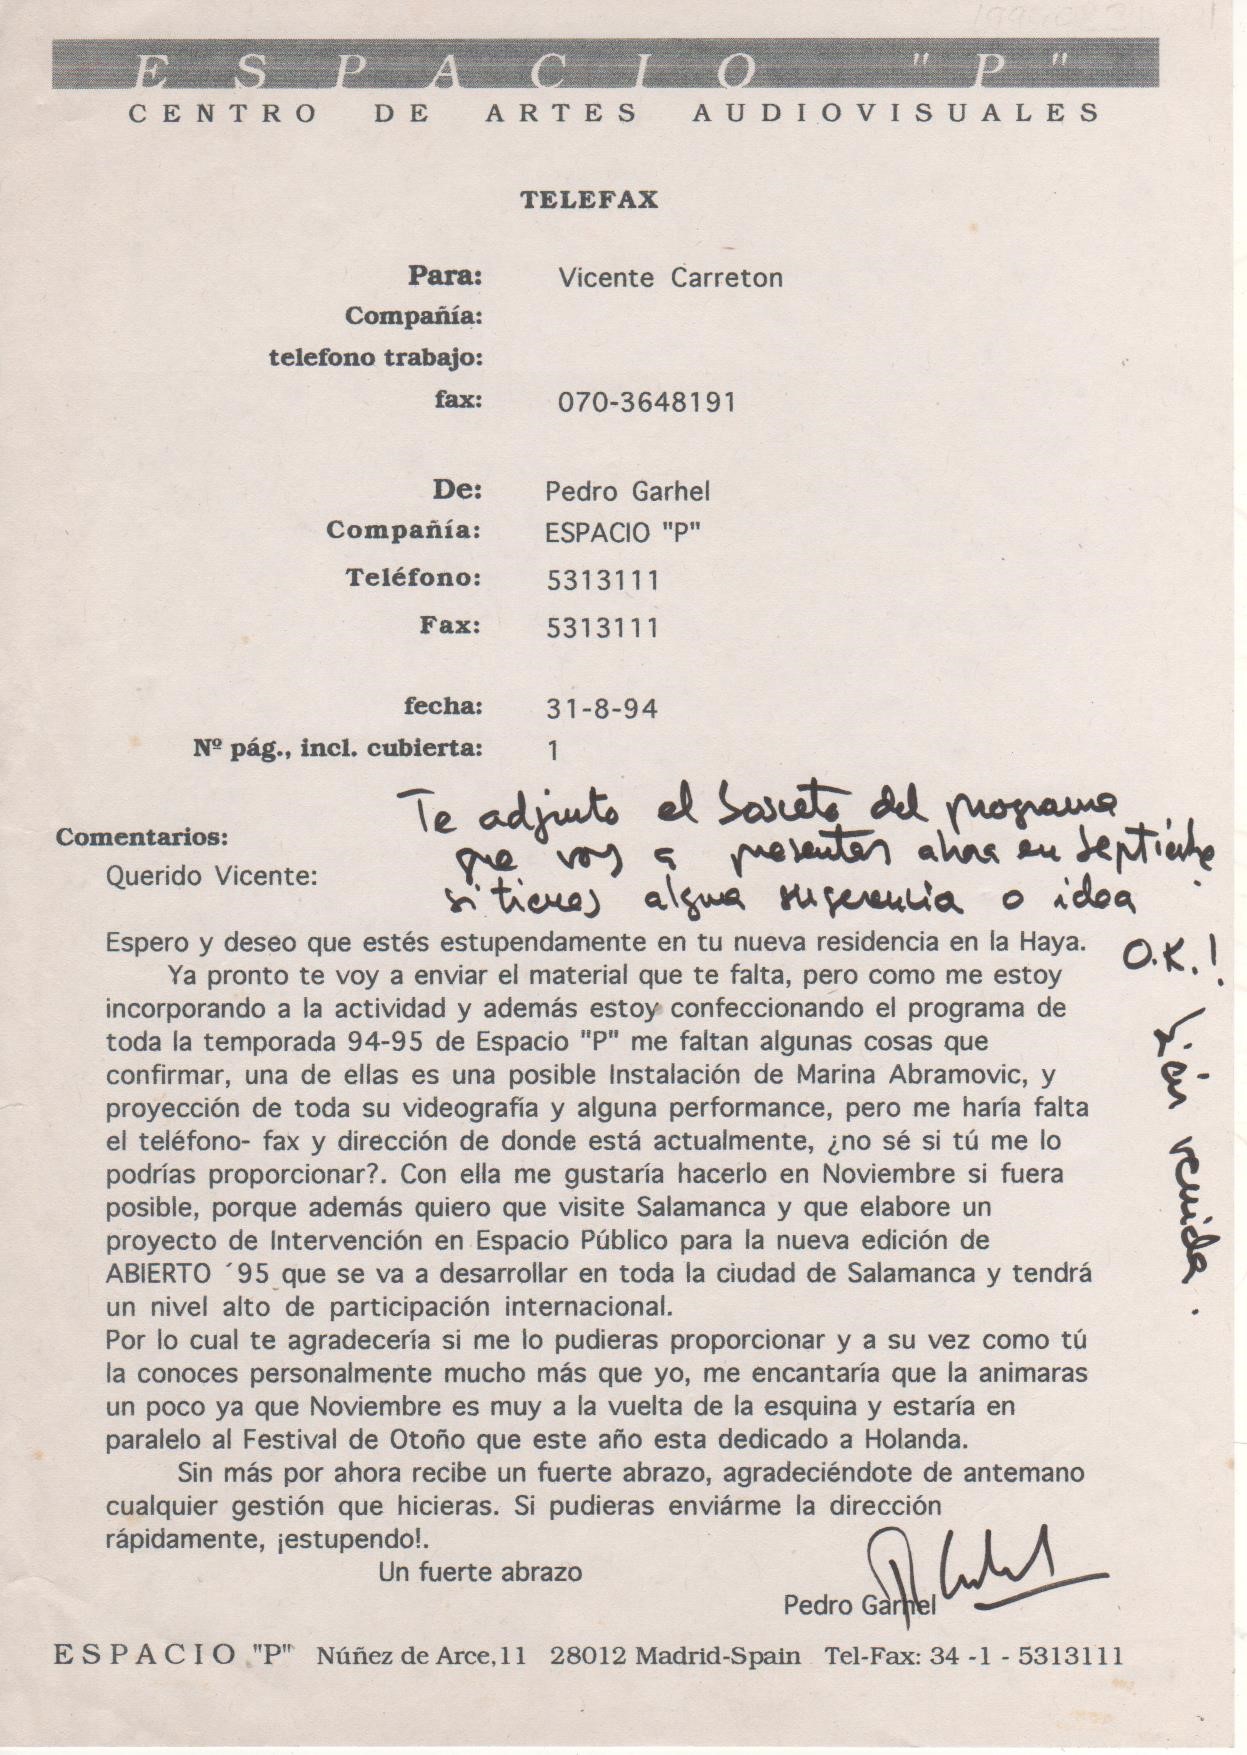 ESPACIO "P"
CENTRO DE ARTES AUDIOVISUALES
TELEFAX
Para: Vicente Carreton
Compañía:
telefono trabajo:
fax: 070-3648191
De: Pedro Garhel
Compañía: ESPACIO "P"
Teléfono: 5313111
Fax: 5313111
fecha: 31-8-94
Nº pág., incl. cubierta: 1
Te adjunto el boceto del programa
que voy a presentar ahora en Septiembre
si tienes alguna sugerencia o idea
O.K.!
bien venida.
Comentarios:
Querido Vicente:
Espero y deseo que estés estupendamente en tu nueva residencia en la Haya.
Ya pronto te voy a enviar el material que te falta, pero como me estoy
incorporando a la actividad y además estoy confeccionando el programa de
toda la temporada 94-95 de Espacio "P" me faltan algunas cosas que
confirmar, una de ellas es una posible Instalación de Marina Abramovic, y
proyección de toda su videografía y alguna performance, pero me haría falta
el teléfono- fax y dirección de donde está actualmente, ¿no sé si tú me lo
podrías proporcionar?. Con ella me gustaría hacerlo en Noviembre si fuera
posible, porque además quiero que visite Salamanca y que elabore un
proyecto de Intervención en Espacio Público para la nueva edición de
ABIERTO ´95 que se va a desarrollar en toda la ciudad de Salamanca y tendrá
un nivel alto de participación internacional.
Por lo cual te agradecería si me lo pudieras proporcionar y a su vez como tú
la conoces personalmente mucho más que yo, me encantaría que la animaras
un poco ya que Noviembre es muy a la vuelta de la esquina y estaría en
paralelo al Festival de Otoño que este año esta dedicado a Holanda.
Sin más por ahora recibe un fuerte abrazo, agradeciéndote de antemano
cualquier gestión que hicieras. Si pudieras enviárme la dirección
rápidamente, ¡estupendo!.
Un fuerte abrazo
Pedro Garhel
ESPACIO "P" Núñez de Arce,11 28012 Madrid-Spain Tel-Fax: 34 -1 - 5313111